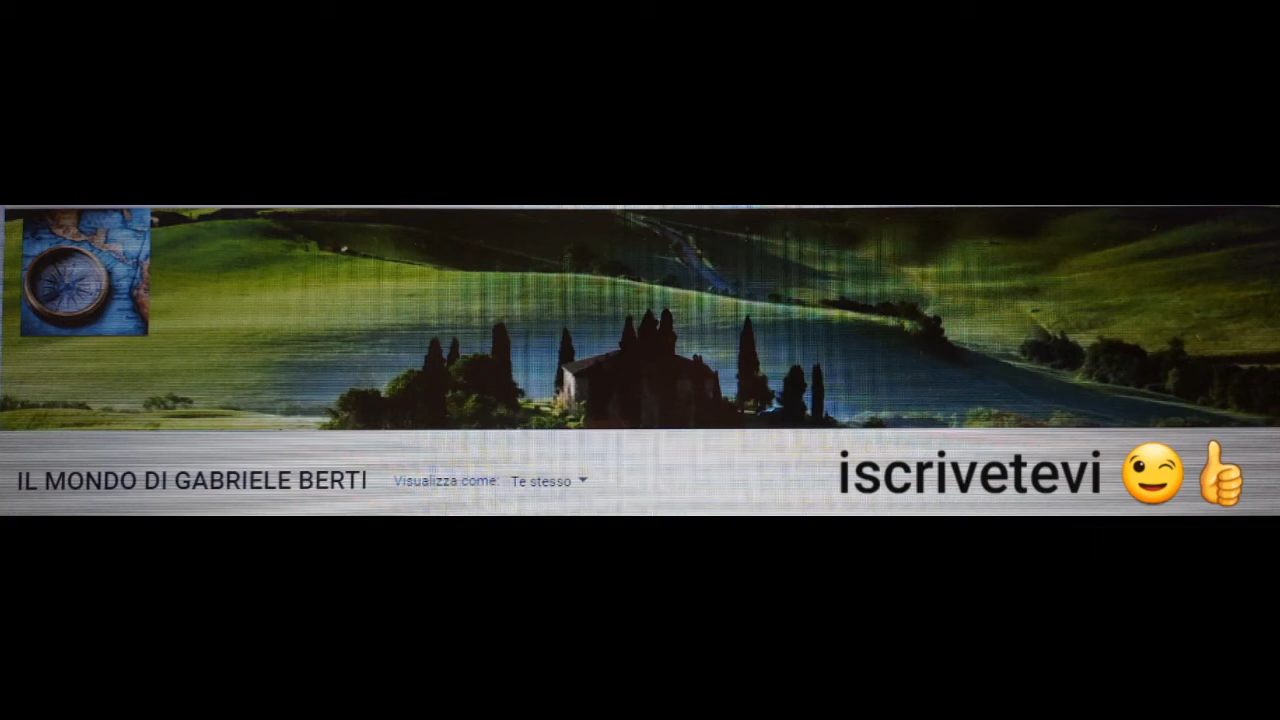 IL MONDO DI GABRIELE BERTI Visualizza come: Te stesso iscrivetevi 😉👍